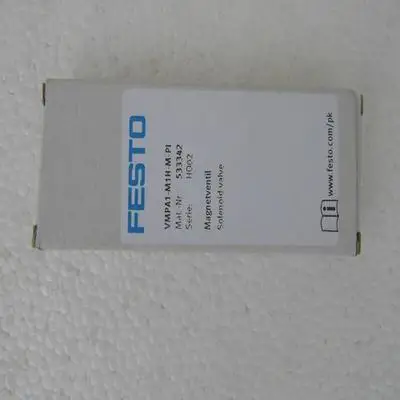 FESTO
VMPA1-M1H-M-PI
Mat.-Nr. 533342
Serie: HO02
Magnetventil
Solenoid valve
www.festo.com/pk